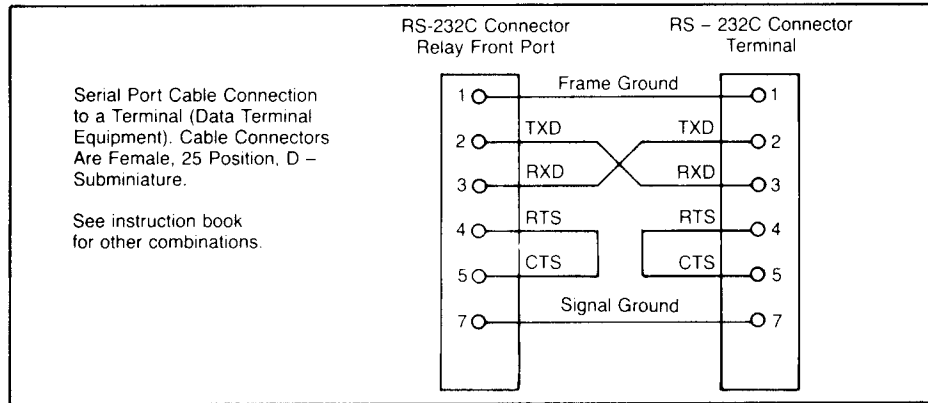 RS-232C Connector
Relay Front Port
RS – 232C Connector
Terminal
Serial Port Cable Connection
to a Terminal (Data Terminal
Equipment). Cable Connectors
Are Female, 25 Position, D –
Subminiature.
See instruction book
for other combinations.
1 Frame Ground 1
2 TXD TXD 2
3 RXD RXD 3
4 RTS RTS 4
5 CTS CTS 5
7 Signal Ground 7